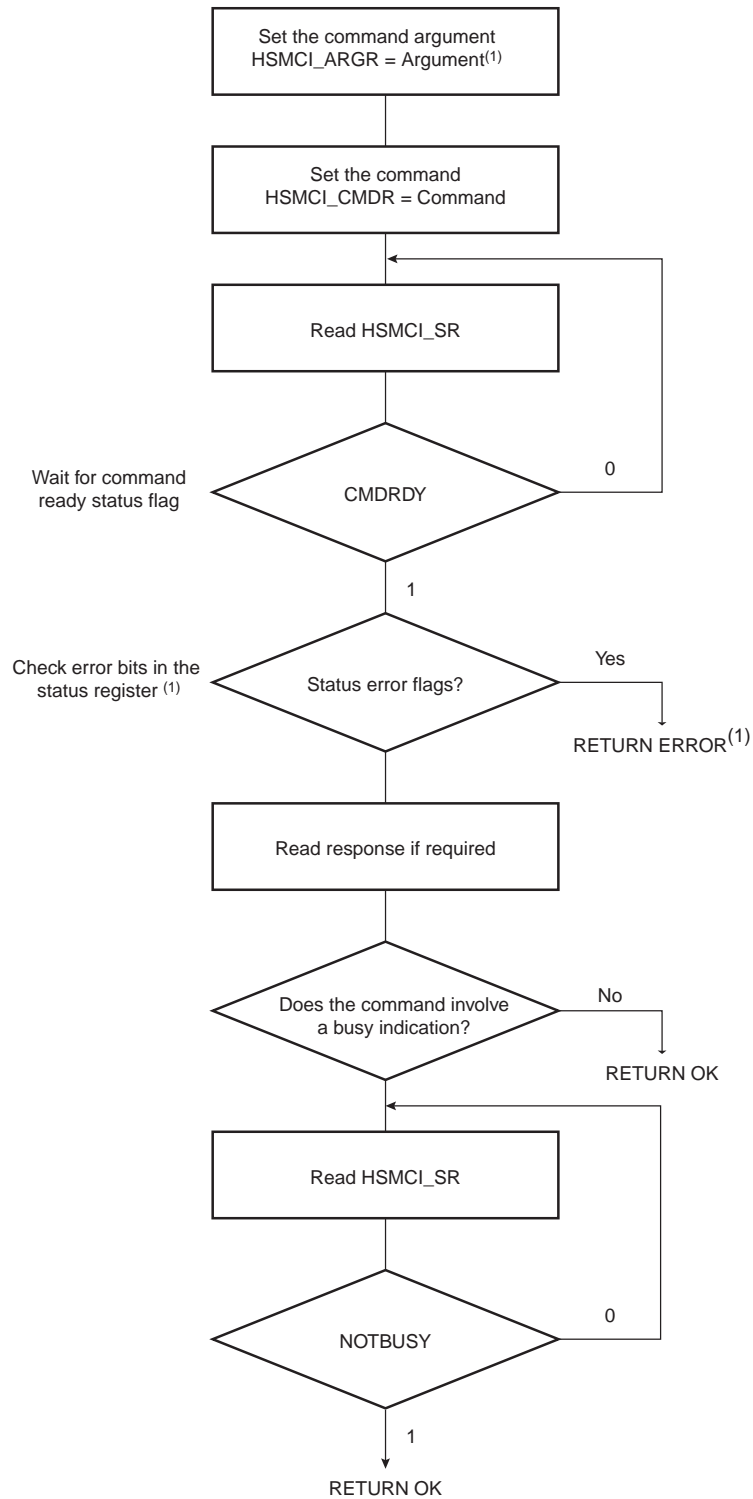 Set the command argument
HSMCI_ARGR = Argument(1)
Set the command
HSMCI_CMDR = Command
Read HSMCI_SR
Wait for command
ready status flag
CMDRDY
0
1
Check error bits in the
status register (1)
Status error flags?
Yes
RETURN ERROR(1)
Read response if required
Does the command involve
a busy indication?
No
RETURN OK
Read HSMCI_SR
NOTBUSY
0
1
RETURN OK